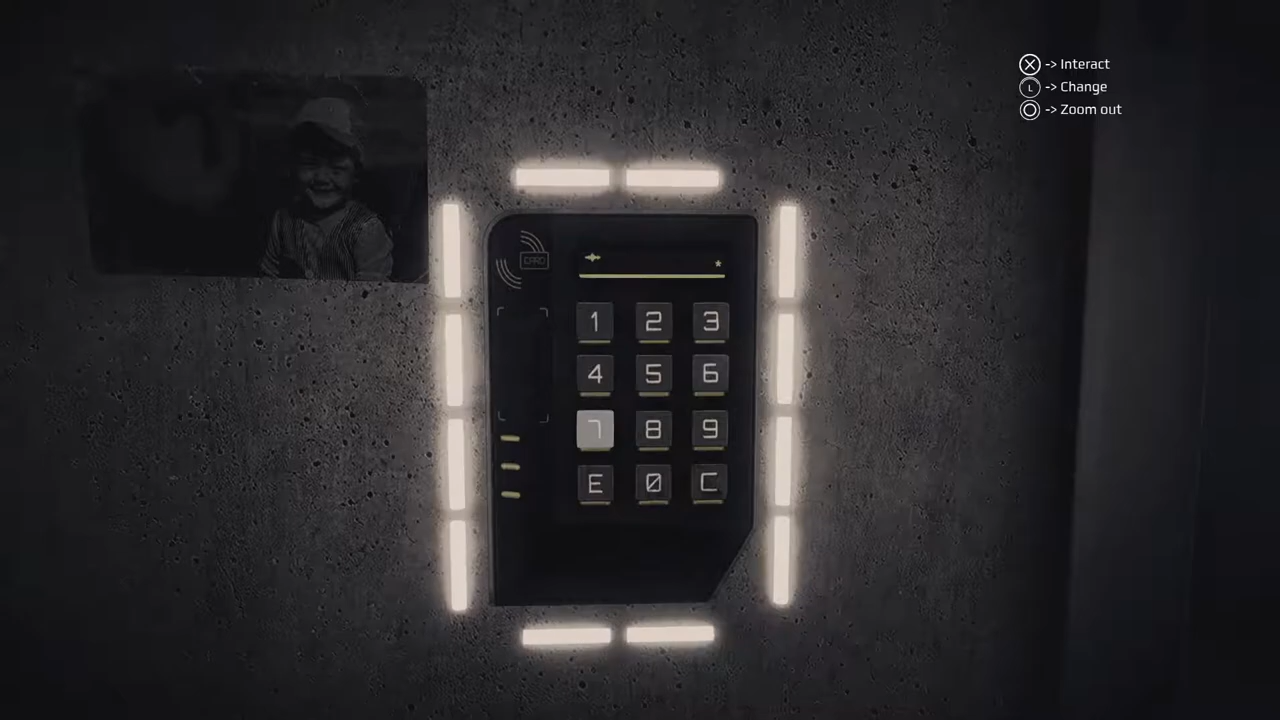 -> Interact
L -> Change
-> Zoom out
CARD
*
1 2 3
4 5 6
7 8 9
E 0 C